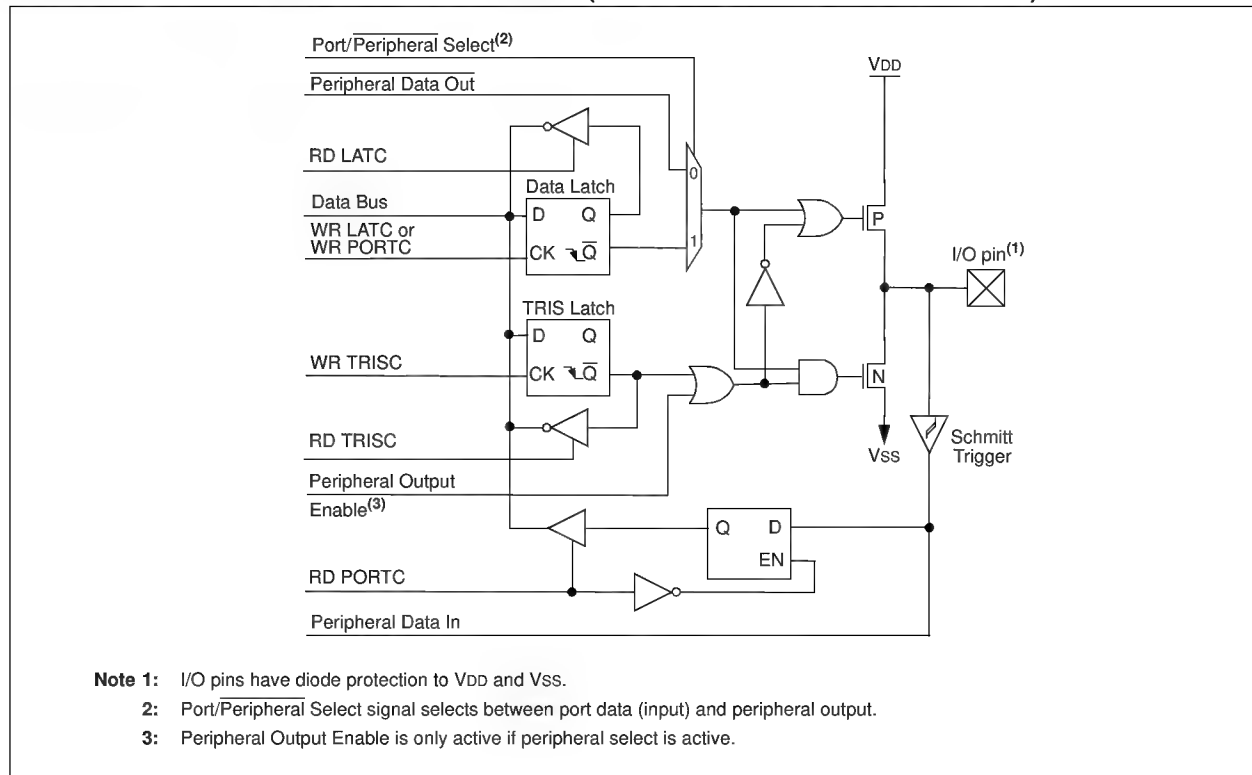 Port/Peripheral Select(2)
Peripheral Data Out
VDD
RD LATC
0
Data Latch
Data Bus
D Q
WR LATC or
WR PORTC
CK Q
1
P
I/O pin(1)
TRIS Latch
D Q
WR TRISC
CK Q
N
RD TRISC
VSS
Schmitt
Trigger
Peripheral Output
Enable(3)
Q D
EN
RD PORTC
Peripheral Data In
Note 1: I/O pins have diode protection to VDD and VSS.
2: Port/Peripheral Select signal selects between port data (input) and peripheral output.
3: Peripheral Output Enable is only active if peripheral select is active.